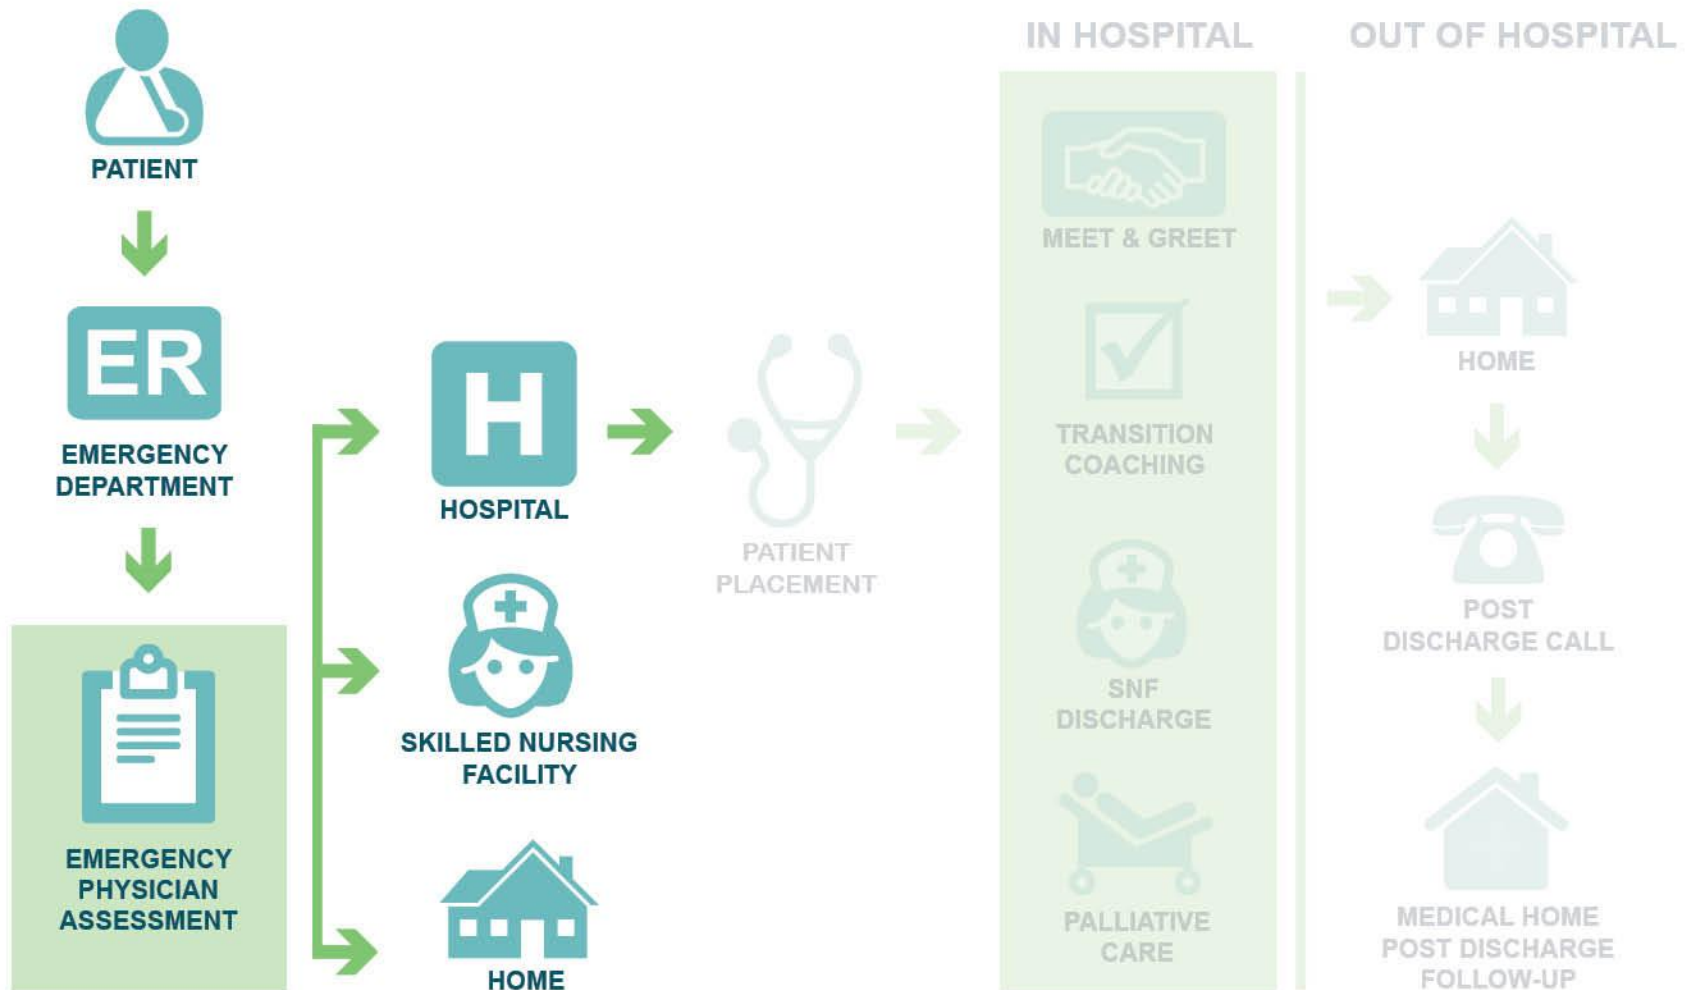 PATIENT
ER
EMERGENCY
DEPARTMENT
EMERGENCY
PHYSICIAN
ASSESSMENT
H
HOSPITAL
SKILLED NURSING
FACILITY
HOME
PATIENT
PLACEMENT
IN HOSPITAL
MEET & GREET
TRANSITION
COACHING
SNF
DISCHARGE
PALLIATIVE
CARE
OUT OF HOSPITAL
HOME
POST
DISCHARGE CALL
MEDICAL HOME
POST DISCHARGE
FOLLOW-UP